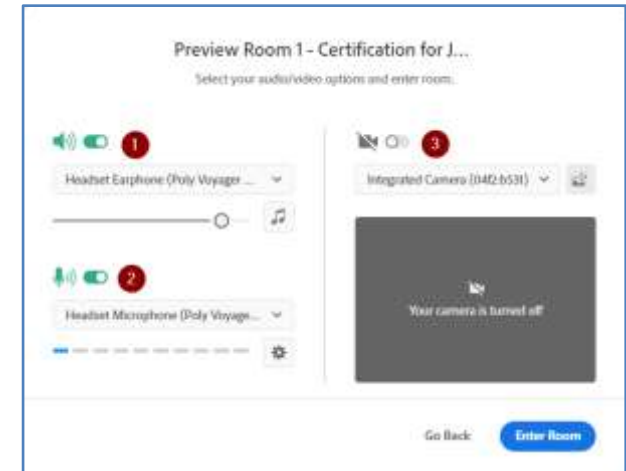 Preview Room 1 - Certification for J...
Select your audio/video options and enter room.
1
Headset Earphone (Poly Voyager ...
2
Headset Microphone (Poly Voyage...
3
Integrated Camera (04f2:b531)
Your camera is turned off
Go Back
Enter Room